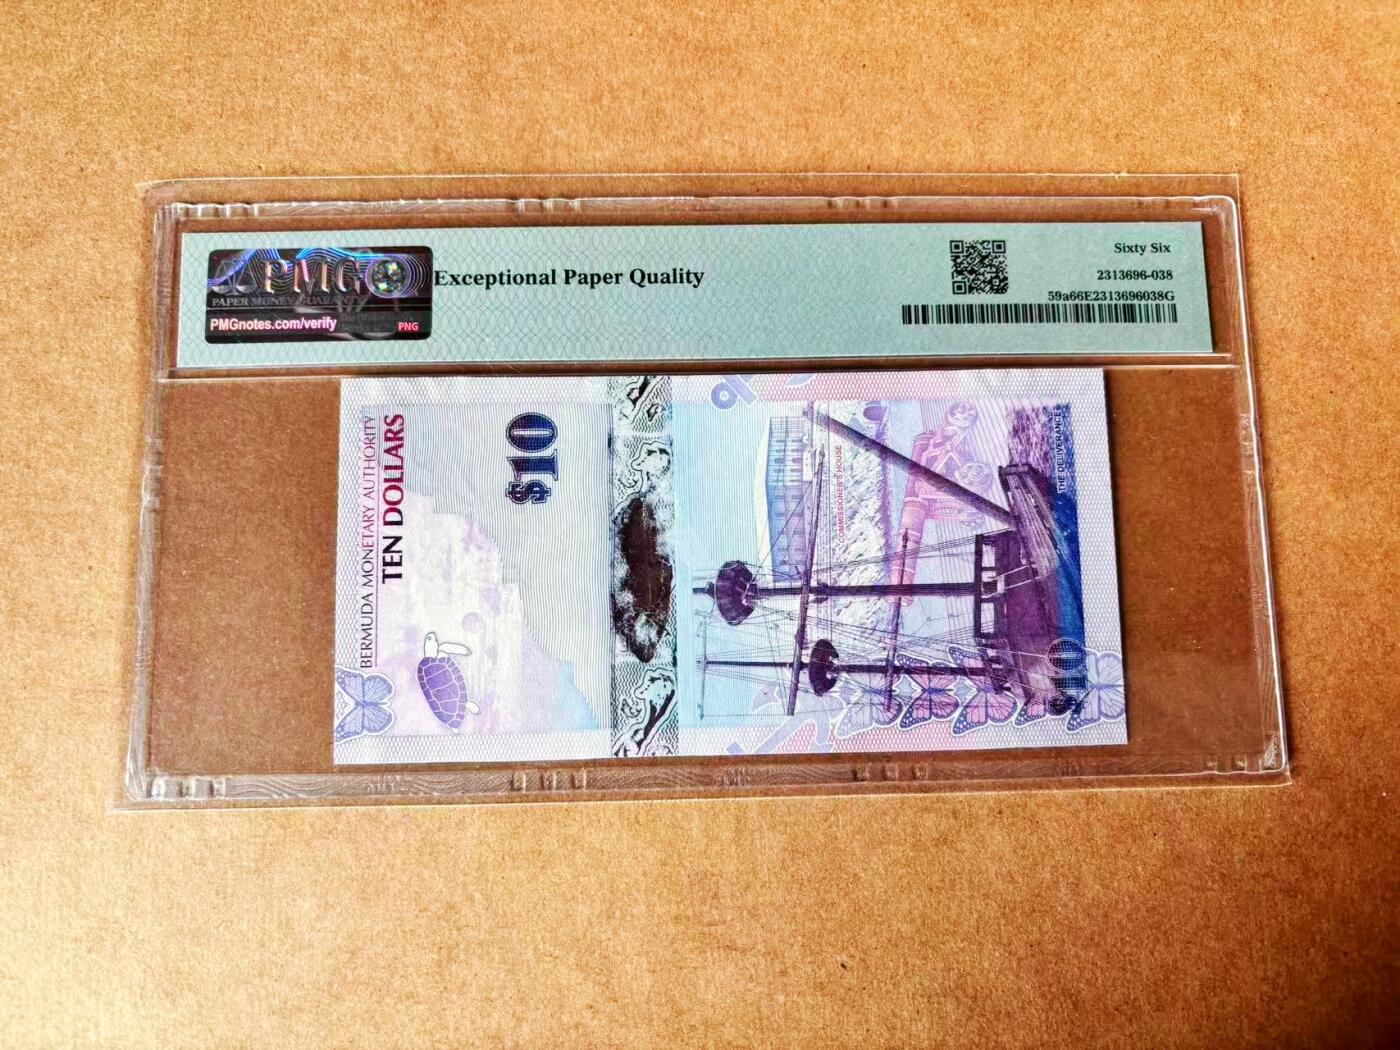 PMG
PAPER MONEY GUARANTY
PMGnotes.com/verify
PNG
Exceptional Paper Quality
Sixty Six
2313696-038
59a66E2313696038G
BERMUDA MONETARY AUTHORITY
TEN DOLLARS
$10
COMMISSIONER'S HOUSE
THE DELIVERANCE
$10